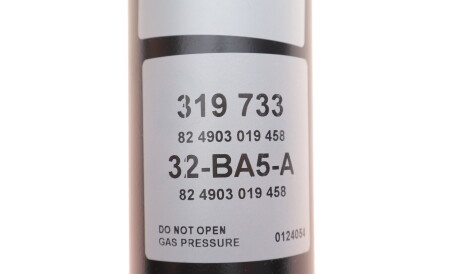 319 733
82 4903 019 458
32-BA5-A
82 4903 019 458
DO NOT OPEN
GAS PRESSURE 0124054